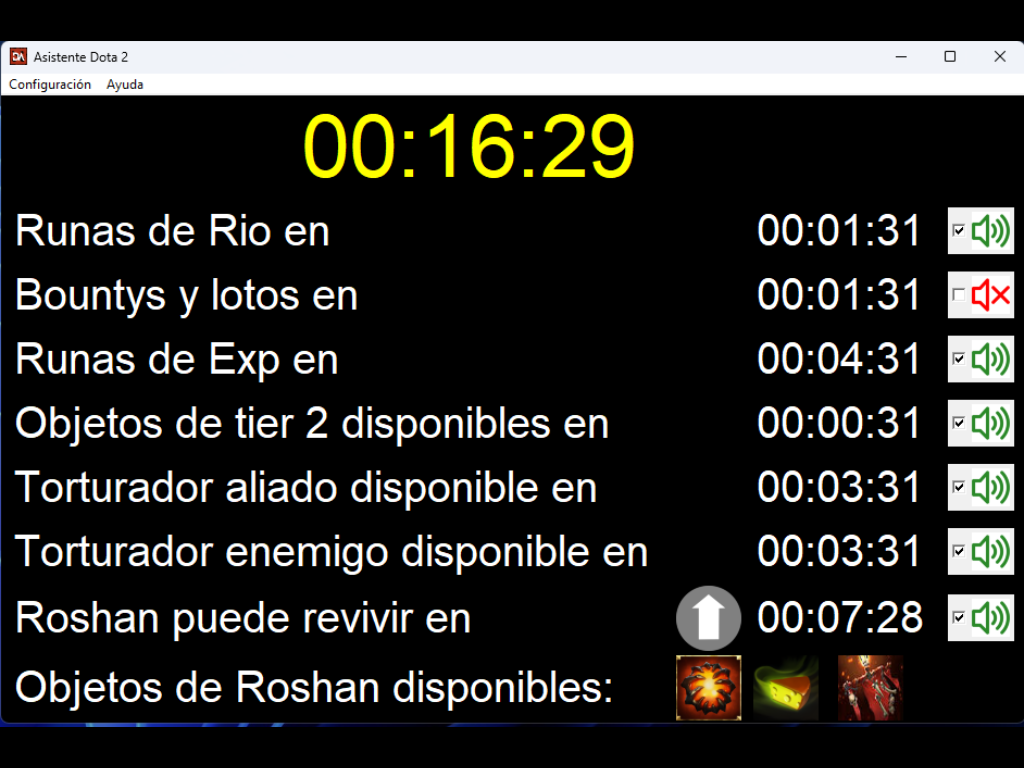 Asistente Dota 2
Configuración Ayuda
00:16:29
Runas de Rio en 00:01:31
Bountys y lotos en 00:01:31
Runas de Exp en 00:04:31
Objetos de tier 2 disponibles en 00:00:31
Torturador aliado disponible en 00:03:31
Torturador enemigo disponible en 00:03:31
Roshan puede revivir en 00:07:28
Objetos de Roshan disponibles: